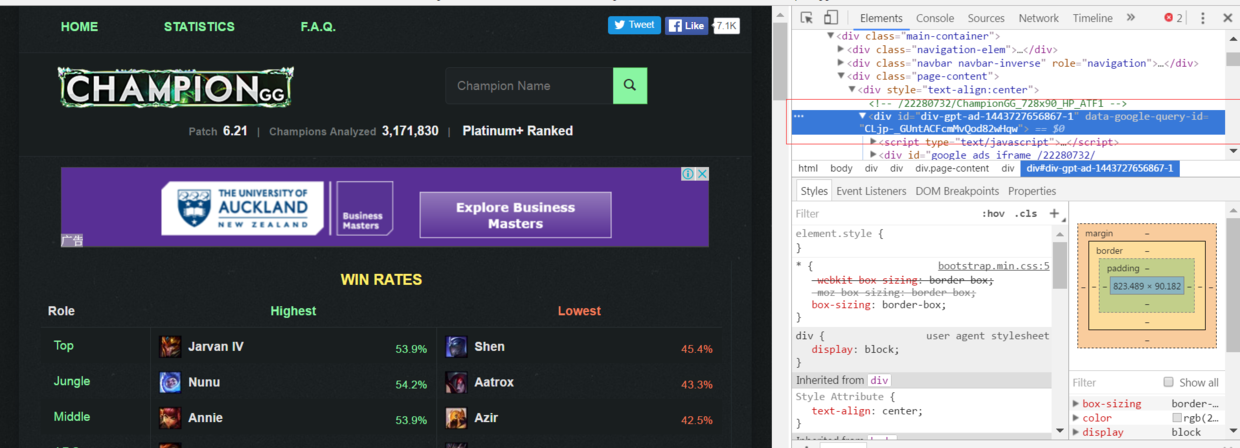 HOME STATISTICS F.A.Q. Tweet Like 7.1K
CHAMPIONGG
Champion Name
Patch 6.21 | Champions Analyzed 3,171,830 | Platinum+ Ranked
THE UNIVERSITY OF
AUCKLAND
NEW ZEALAND
Business
Masters
Explore Business
Masters
广告
WIN RATES
Role Highest Lowest
Top Jarvan IV 53.9% Shen 45.4%
Jungle Nunu 54.2% Aatrox 43.3%
Middle Annie 53.9% Azir 42.5%
Elements Console Sources Network Timeline » 2
▼<div class="main-container">
▶<div class="navigation-elem">…</div>
▶<div class="navbar navbar-inverse" role="navigation">…</div>
▼<div class="page-content">
▼<div style="text-align:center">
<!-- /22280732/ChampionGG_728x90_HP_ATF1 -->
… ▼<div id="div-gpt-ad-1443727656867-1" data-google-query-id=
"CLjp-_GUntACFcmMvQod82wHqw"> == $0
▶<script type="text/javascript">…</script>
▶<div id="google_ads_iframe_/22280732/
html body div div div.page-content div div#div-gpt-ad-1443727656867-1
Styles Event Listeners DOM Breakpoints Properties
Filter :hov .cls +
element.style {
}
* { bootstrap.min.css:5
-webkit-box-sizing: border-box;
-moz-box-sizing: border-box;
box-sizing: border-box;
}
div { user agent stylesheet
display: block;
}
Inherited from div
Style Attribute {
text-align: center;
}
margin –
border –
padding –
– – – 823.489 × 90.182 – – –
–
–
–
Filter Show all
▶ box-sizing border-…
▶ color rgb(2…
▶ display block